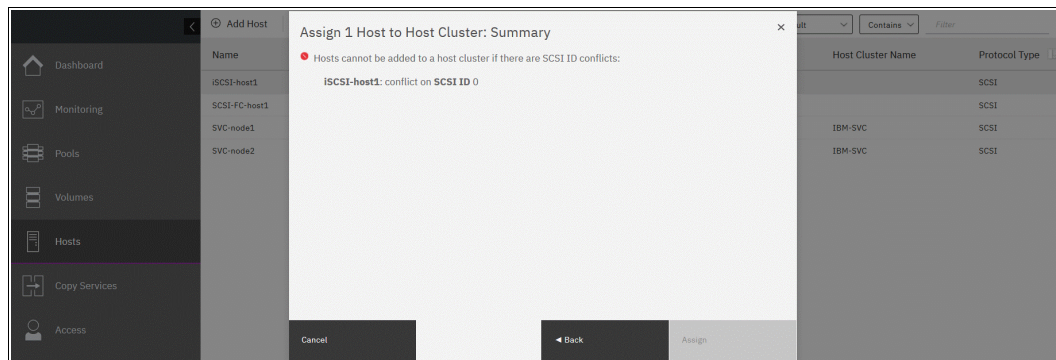 Add Host
Assign 1 Host to Host Cluster: Summary
Contains
Filter
Name
Host Cluster Name
Protocol Type
Hosts cannot be added to a host cluster if there are SCSI ID conflicts:
Dashboard
iSCSI-host1
iSCSI-host1: conflict on SCSI ID 0
SCSI
Monitoring
SCSI-FC-host1
SCSI
SVC-node1
IBM-SVC
SCSI
Pools
SVC-node2
IBM-SVC
SCSI
Volumes
Hosts
Copy Services
Access
Cancel
Back
Assign